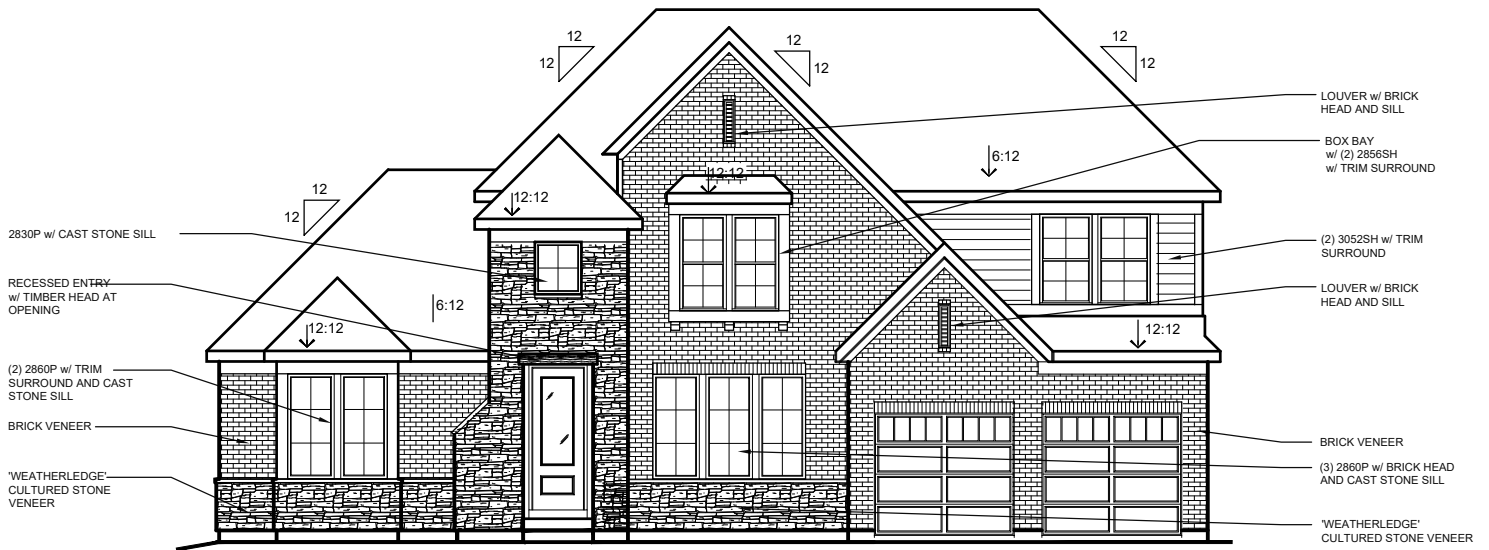 12
12
12
12
12
12
LOUVER w/ BRICK
HEAD AND SILL
BOX BAY
w/ (2) 2856SH
w/ TRIM SURROUND
6:12
12:12
12:12
12
12
2830P w/ CAST STONE SILL
(2) 3052SH w/ TRIM
SURROUND
RECESSED ENTRY
w/ TIMBER HEAD AT
OPENING
LOUVER w/ BRICK
HEAD AND SILL
6:12
12:12
12:12
(2) 2860P w/ TRIM
SURROUND AND CAST
STONE SILL
BRICK VENEER
BRICK VENEER
(3) 2860P w/ BRICK HEAD
AND CAST STONE SILL
'WEATHERLEDGE'
CULTURED STONE
VENEER
'WEATHERLEDGE'
CULTURED STONE VENEER